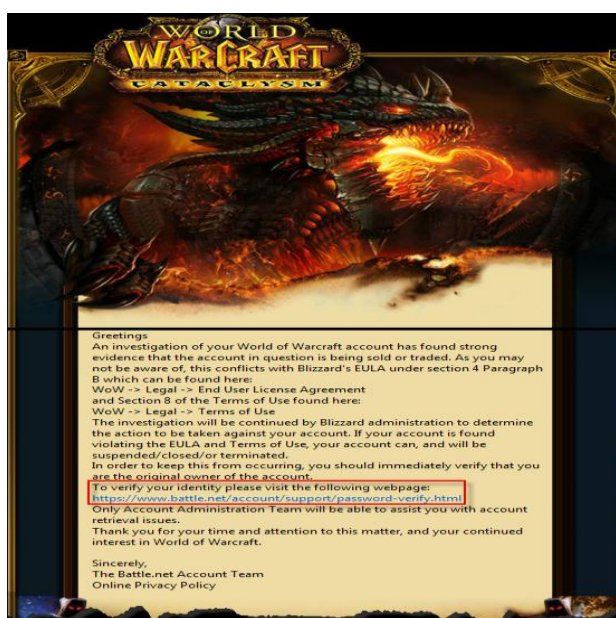 WORLD
OF
WARCRAFT
CATACLYSM
Greetings
An investigation of your World of Warcraft account has found strong
evidence that the account in question is being sold or traded. As you may
not be aware of, this conflicts with Blizzard's EULA under section 4 Paragraph
B which can be found here:
WoW -> Legal -> End User License Agreement
and Section 8 of the Terms of Use found here:
WoW -> Legal -> Terms of Use
The investigation will be continued by Blizzard administration to determine
the action to be taken against your account. If your account is found
violating the EULA and Terms of Use, your account can, and will be
suspended/closed/or terminated.
In order to keep this from occurring, you should immediately verify that you
are the original owner of the account.
To verify your identity please visit the following webpage:
https://www.battle.net/account/support/password-verify.html
Only Account Administration Team will be able to assist you with account
retrieval issues.
Thank you for your time and attention to this matter, and your continued
interest in World of Warcraft.
Sincerely,
The Battle.net Account Team
Online Privacy Policy